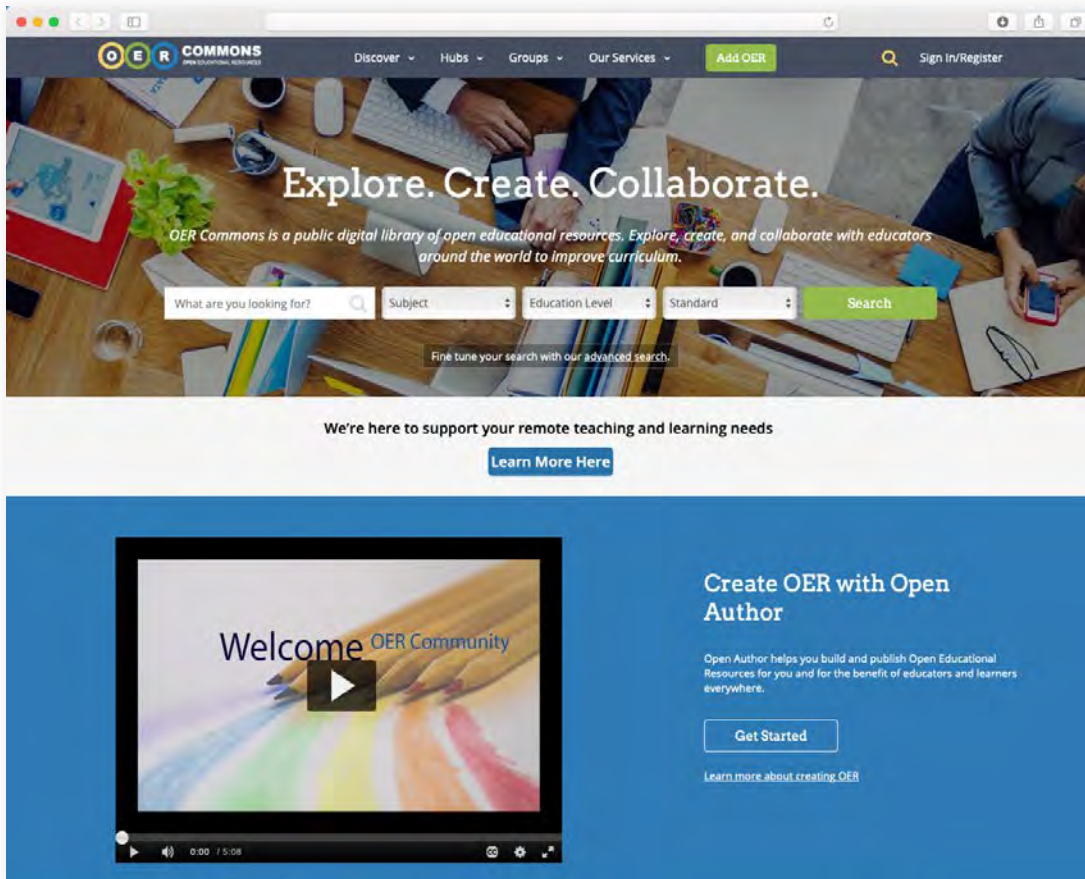 OER COMMONS
OPEN EDUCATIONAL RESOURCES
Discover Hubs Groups Our Services Add OER Sign In/Register
Explore. Create. Collaborate.
OER Commons is a public digital library of open educational resources. Explore, create, and collaborate with educators
around the world to improve curriculum.
What are you looking for? Subject Education Level Standard Search
Fine tune your search with our advanced search.
We're here to support your remote teaching and learning needs
Learn More Here
Welcome OER Community
0:00 / 5:08
CC
Create OER with Open
Author
Open Author helps you build and publish Open Educational
Resources for you and for the benefit of educators and learners
everywhere.
Get Started
Learn more about creating OER